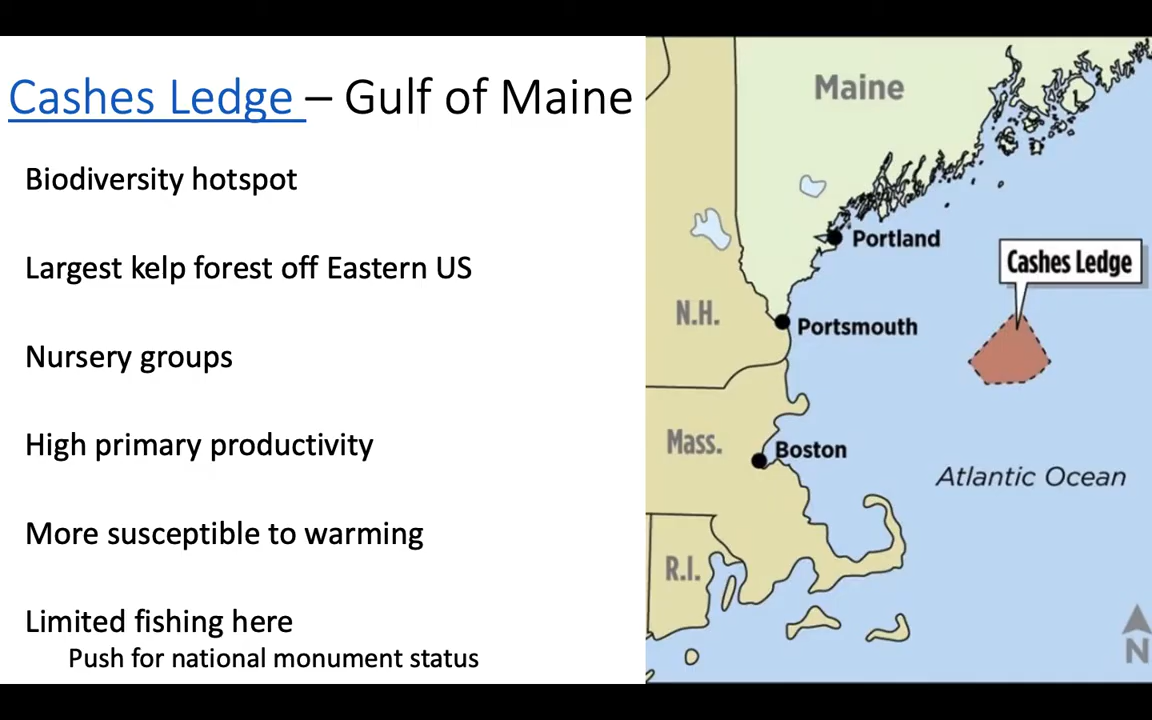 Cashes Ledge – Gulf of Maine
Biodiversity hotspot
Largest kelp forest off Eastern US
Nursery groups
High primary productivity
More susceptible to warming
Limited fishing here
Push for national monument status
Maine
Portland
Cashes Ledge
N.H.
Portsmouth
Mass.
Boston
Atlantic Ocean
R.I.
N